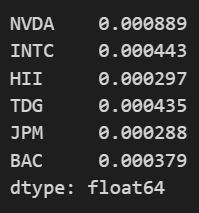 NVDA    0.000889
INTC    0.000443
HII     0.000297
TDG     0.000435
JPM     0.000288
BAC     0.000379
dtype: float64